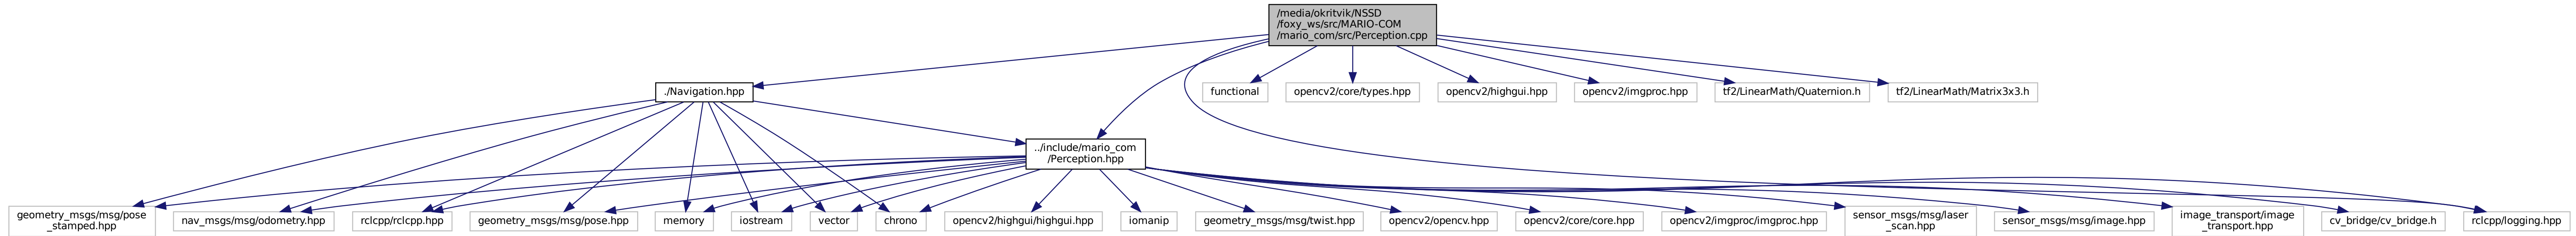 /media/okritvik/NSSD
/foxy_ws/src/MARIO-COM
/mario_com/src/Perception.cpp
./Navigation.hpp
functional
opencv2/core/types.hpp
opencv2/highgui.hpp
opencv2/imgproc.hpp
tf2/LinearMath/Quaternion.h
tf2/LinearMath/Matrix3x3.h
../include/mario_com
/Perception.hpp
geometry_msgs/msg/pose
_stamped.hpp
nav_msgs/msg/odometry.hpp
rclcpp/rclcpp.hpp
geometry_msgs/msg/pose.hpp
memory
iostream
vector
chrono
opencv2/highgui/highgui.hpp
iomanip
geometry_msgs/msg/twist.hpp
opencv2/opencv.hpp
opencv2/core/core.hpp
opencv2/imgproc/imgproc.hpp
sensor_msgs/msg/laser
_scan.hpp
sensor_msgs/msg/image.hpp
image_transport/image
_transport.hpp
cv_bridge/cv_bridge.h
rclcpp/logging.hpp